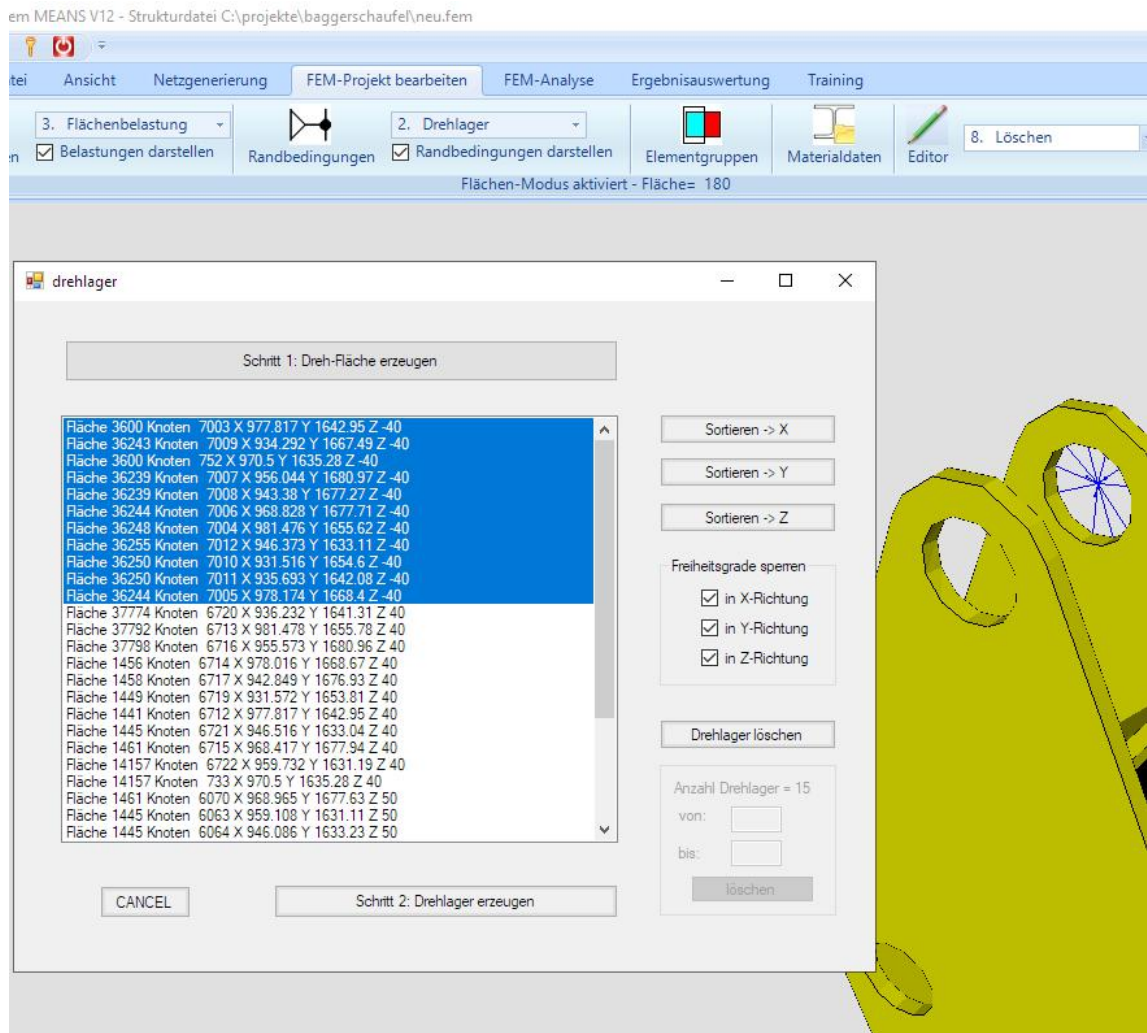 em MEANS V12 - Strukturdatei C:\projekte\baggerschaufel\neu.fem
Ansicht Netzgenerierung FEM-Projekt bearbeiten FEM-Analyse Ergebnisauswertung Training
3. Flächenbelastung 2. Drehlager 8. Löschen
Belastungen darstellen Randbedingungen Randbedingungen darstellen Elementgruppen Materialdaten Editor
Flächen-Modus aktiviert - Fläche= 180
drehlager
Schritt 1: Dreh-Fläche erzeugen
Fläche 3600 Knoten 7003 X 977.817 Y 1642.95 Z -40
Fläche 36243 Knoten 7009 X 934.292 Y 1667.49 Z -40
Fläche 3600 Knoten 752 X 970.5 Y 1635.28 Z -40
Fläche 36239 Knoten 7007 X 956.044 Y 1680.97 Z -40
Fläche 36239 Knoten 7008 X 943.38 Y 1677.27 Z -40
Fläche 36244 Knoten 7006 X 968.828 Y 1677.71 Z -40
Fläche 36248 Knoten 7004 X 981.476 Y 1655.62 Z -40
Fläche 36255 Knoten 7012 X 946.373 Y 1633.11 Z -40
Fläche 36250 Knoten 7010 X 931.516 Y 1654.6 Z -40
Fläche 36250 Knoten 7011 X 935.693 Y 1642.08 Z -40
Fläche 36244 Knoten 7005 X 978.174 Y 1668.4 Z -40
Fläche 37774 Knoten 6720 X 936.232 Y 1641.31 Z 40
Fläche 37792 Knoten 6713 X 981.478 Y 1655.78 Z 40
Fläche 37798 Knoten 6716 X 955.573 Y 1680.96 Z 40
Fläche 1456 Knoten 6714 X 978.016 Y 1668.67 Z 40
Fläche 1458 Knoten 6717 X 942.849 Y 1676.93 Z 40
Fläche 1449 Knoten 6719 X 931.572 Y 1653.81 Z 40
Fläche 1441 Knoten 6712 X 977.817 Y 1642.95 Z 40
Fläche 1445 Knoten 6721 X 946.516 Y 1633.04 Z 40
Fläche 1461 Knoten 6715 X 968.417 Y 1677.94 Z 40
Fläche 14157 Knoten 6722 X 959.732 Y 1631.19 Z 40
Fläche 14157 Knoten 733 X 970.5 Y 1635.28 Z 40
Fläche 1461 Knoten 6070 X 968.965 Y 1677.63 Z 50
Fläche 1445 Knoten 6063 X 959.108 Y 1631.11 Z 50
Fläche 1445 Knoten 6064 X 946.086 Y 1633.23 Z 50
Sortieren -> X
Sortieren -> Y
Sortieren -> Z
Freiheitsgrade sperren
in X-Richtung
in Y-Richtung
in Z-Richtung
Drehlager löschen
Anzahl Drehlager = 15
von:
bis:
löschen
CANCEL
Schritt 2: Drehlager erzeugen